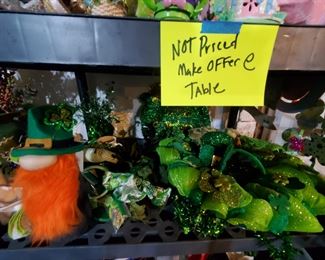 Not Priced
Make Offer @
Table